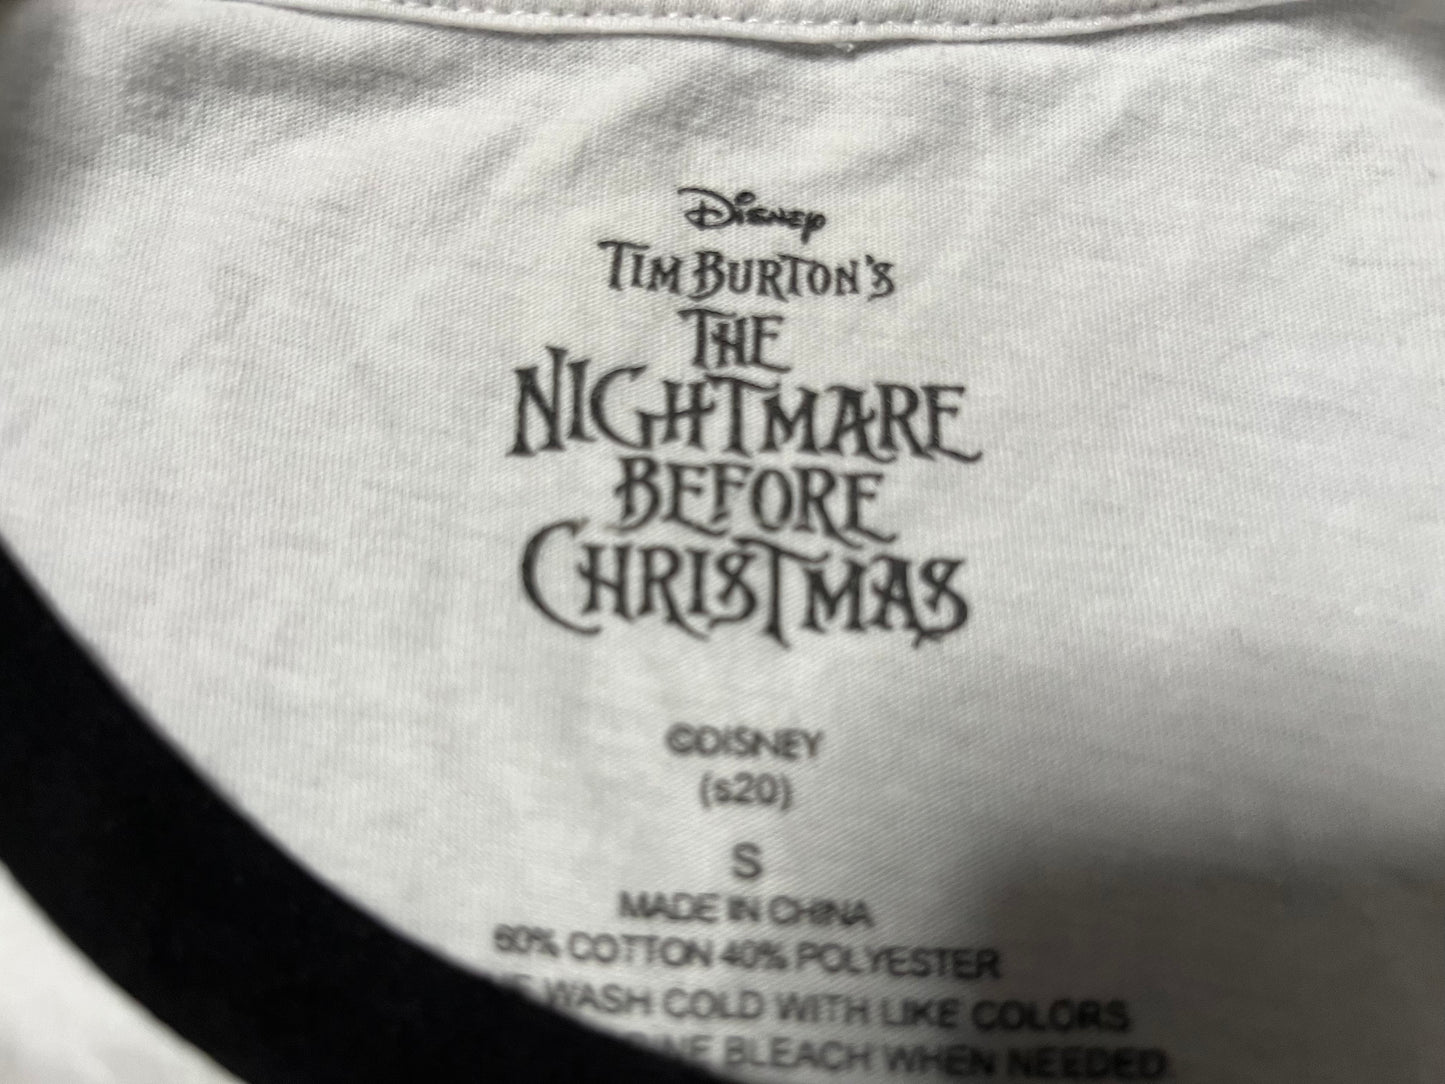 Disney
TIM BURTON'S
THE
NIGHTMARE
BEFORE
CHRISTMAS
©DISNEY
(s20)
S
MADE IN CHINA
60% COTTON 40% POLYESTER
WASH COLD WITH LIKE COLORS
BLEACH WHEN NEEDED